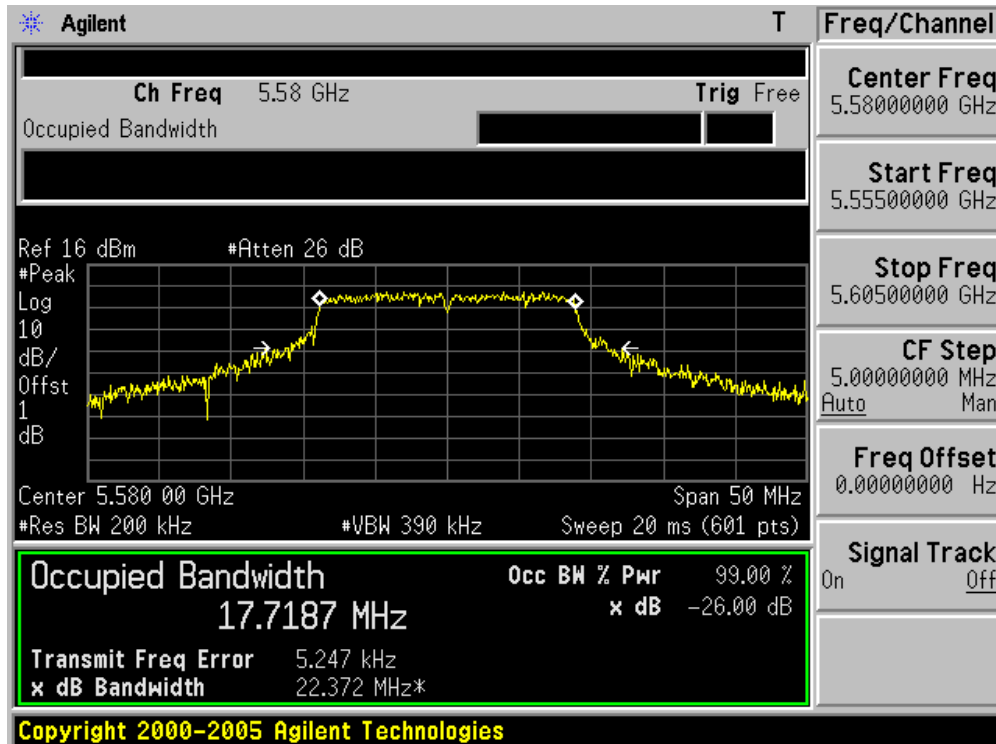 Agilent T Freq/Channel
Ch Freq 5.58 GHz Trig Free
Occupied Bandwidth
Center Freq
5.58000000 GHz
Start Freq
5.55500000 GHz
Stop Freq
5.60500000 GHz
CF Step
5.00000000 MHz
Auto Man
Freq Offset
0.00000000 Hz
Signal Track
On Off
Ref 16 dBm #Atten 26 dB
#Peak
Log
10
dB/
Offst
1
dB
Center 5.580 00 GHz Span 50 MHz
#Res BW 200 kHz #VBW 390 kHz Sweep 20 ms (601 pts)
Occupied Bandwidth Occ BW % Pwr 99.00 %
17.7187 MHz x dB -26.00 dB
Transmit Freq Error 5.247 kHz
x dB Bandwidth 22.372 MHz*
Copyright 2000-2005 Agilent Technologies